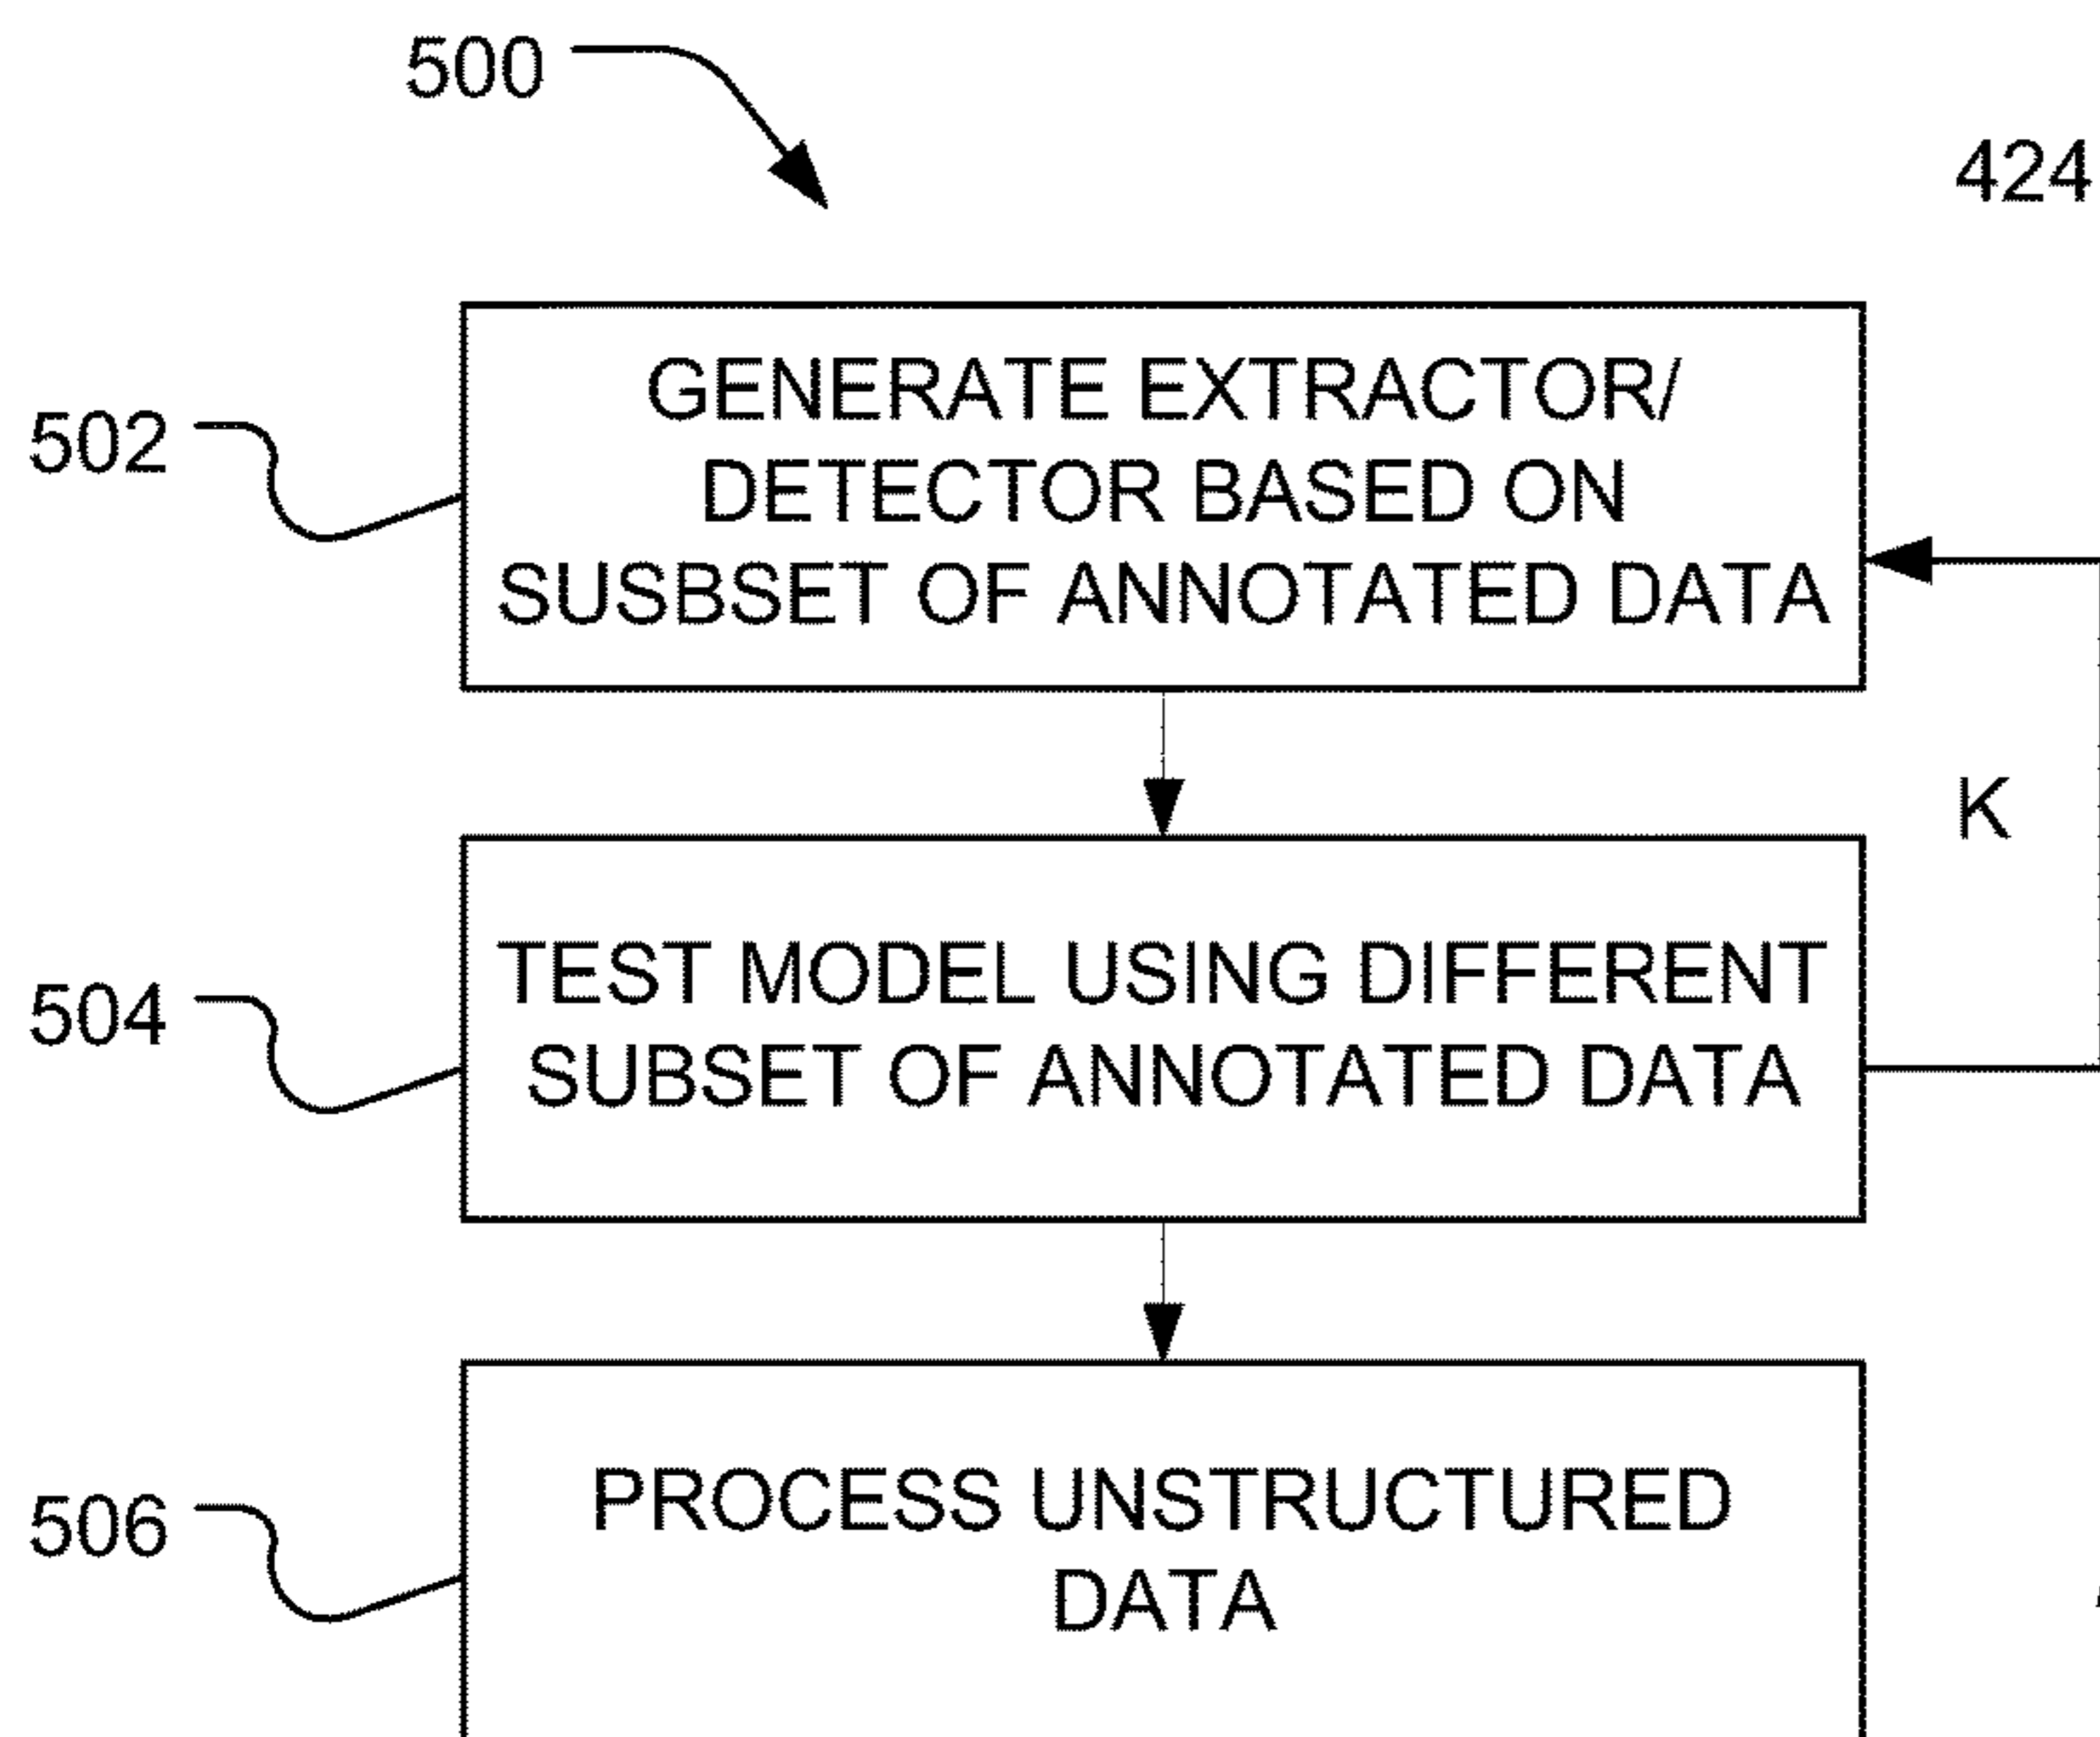 500
424
502
GENERATE EXTRACTOR/
DETECTOR BASED ON
SUSBSET OF ANNOTATED DATA
K
504
TEST MODEL USING DIFFERENT
SUBSET OF ANNOTATED DATA
506
PROCESS UNSTRUCTURED
DATA